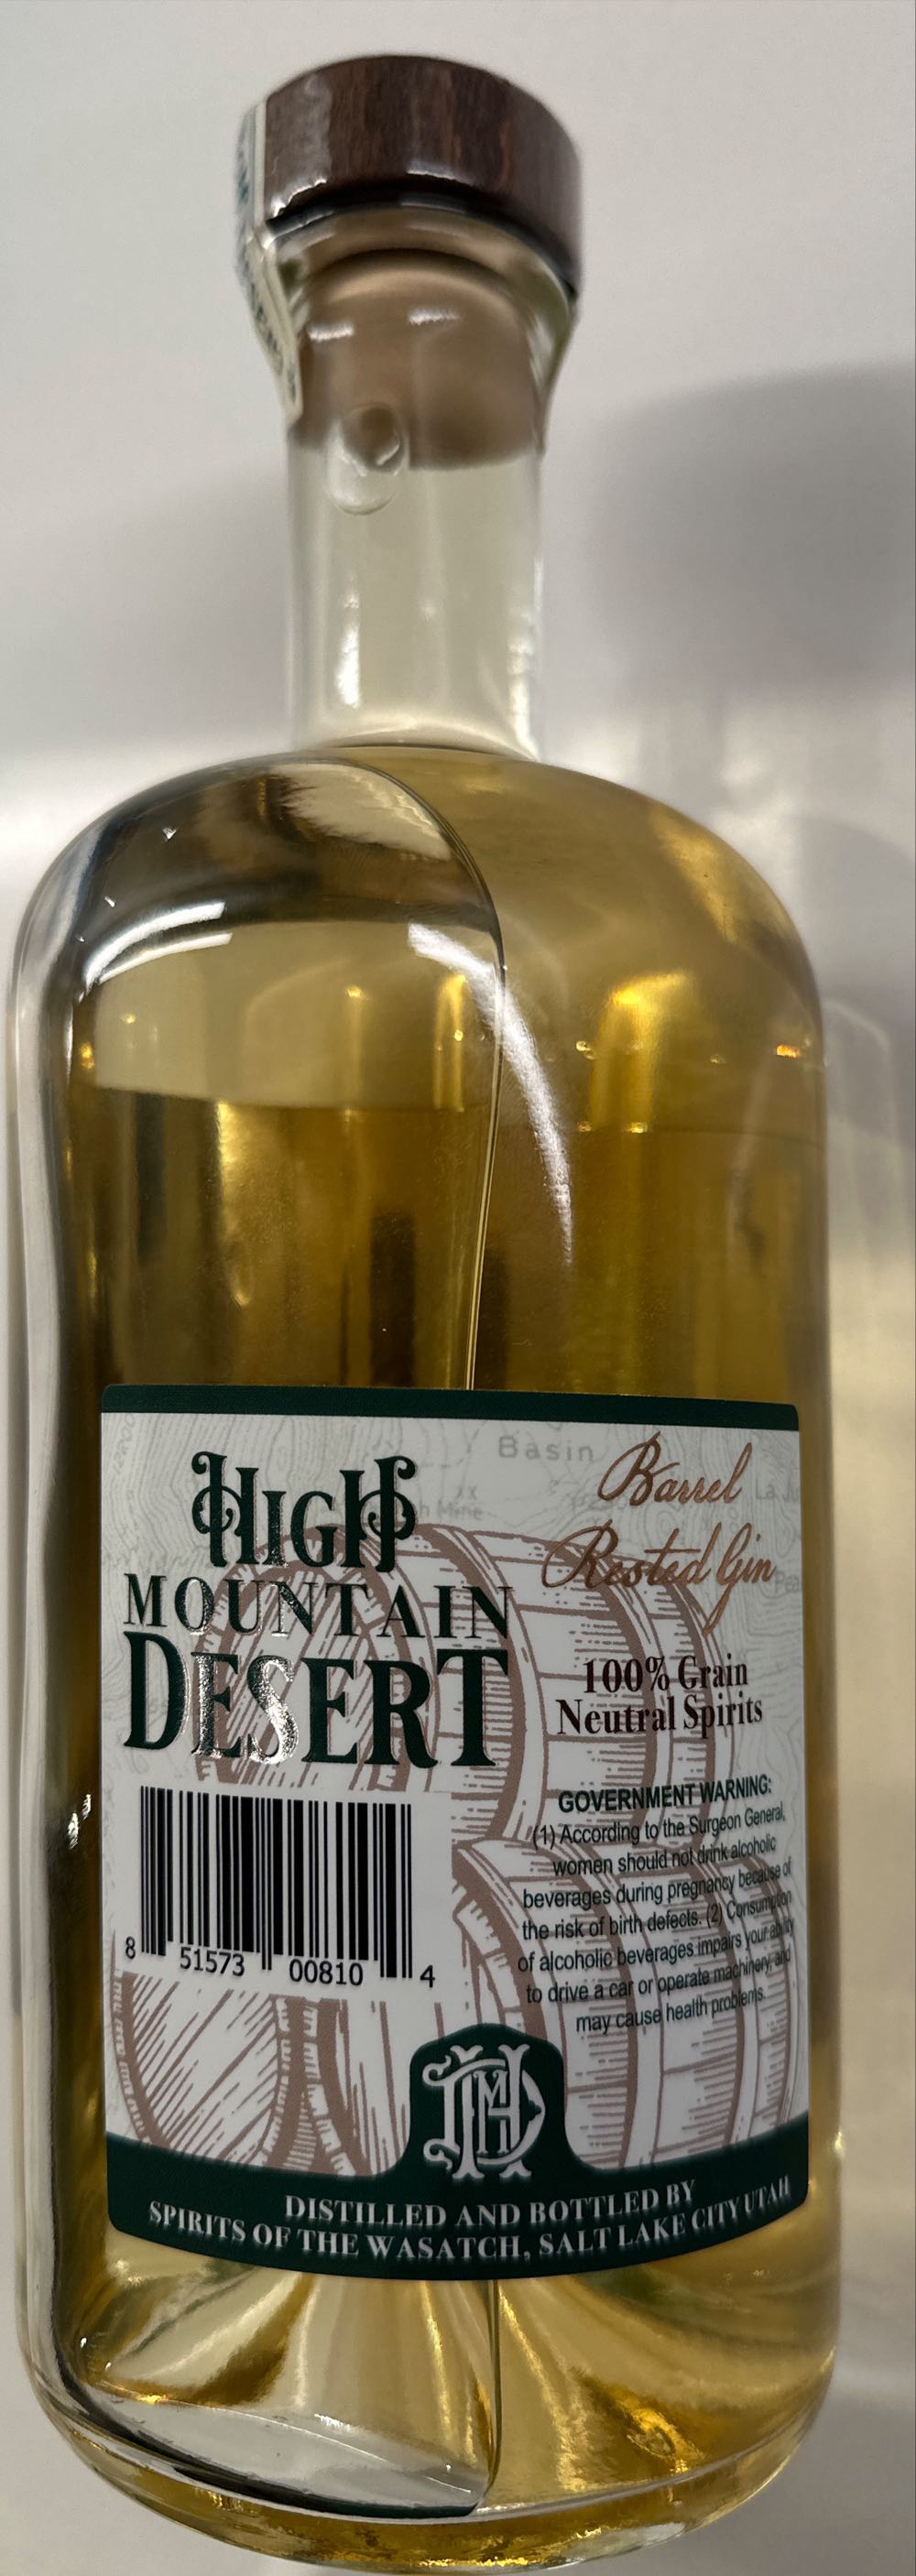 Basin
Mine
HIGH
MOUNTAIN
DESERT
Barrel
Rested Gin
100% Grain
Neutral Spirits
GOVERNMENT WARNING:
(1) According to the Surgeon General,
women should not drink alcoholic
beverages during pregnancy because of
the risk of birth defects. (2) Consumption
of alcoholic beverages impairs your ability
to drive a car or operate machinery, and
may cause health problems.
8 51573 00810 4
DISTILLED AND BOTTLED BY
SPIRITS OF THE WASATCH, SALT LAKE CITY UTAH